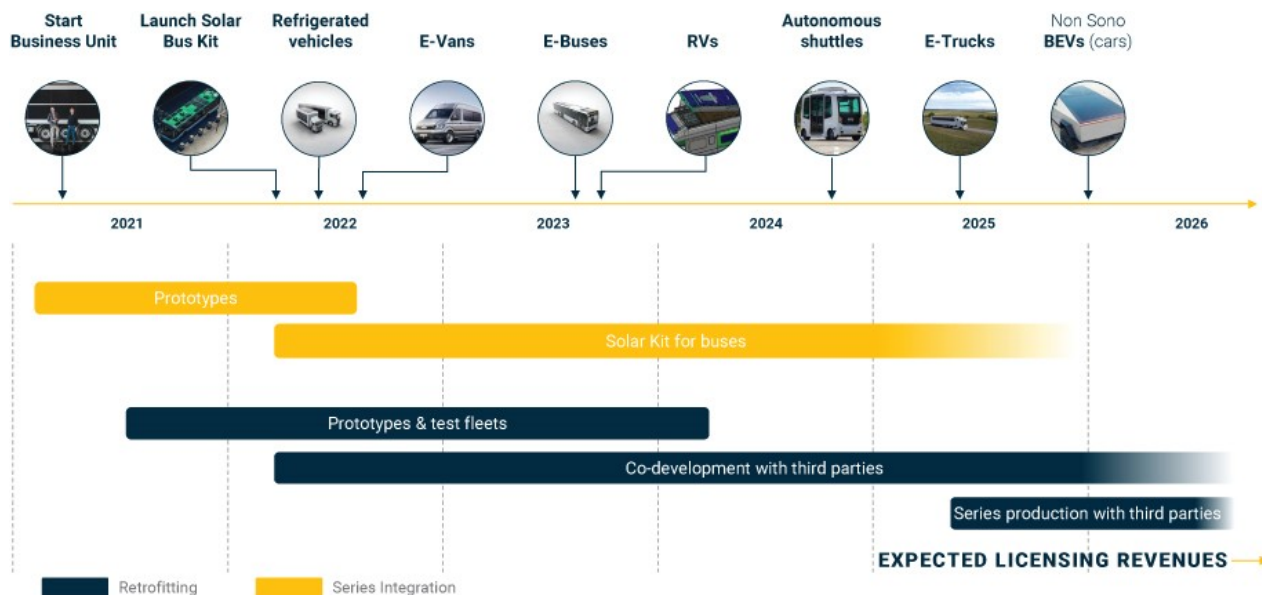 Start
Business Unit
Launch Solar
Bus Kit
Refrigerated
vehicles
E-Vans
E-Buses
RVs
Autonomous
shuttles
E-Trucks
Non Sono
BEVs (cars)
2021
2022
2023
2024
2025
2026
Prototypes
Solar Kit for buses
Prototypes & test fleets
Co-development with third parties
Series production with third parties
EXPECTED LICENSING REVENUES
Retrofitting
Series Integration